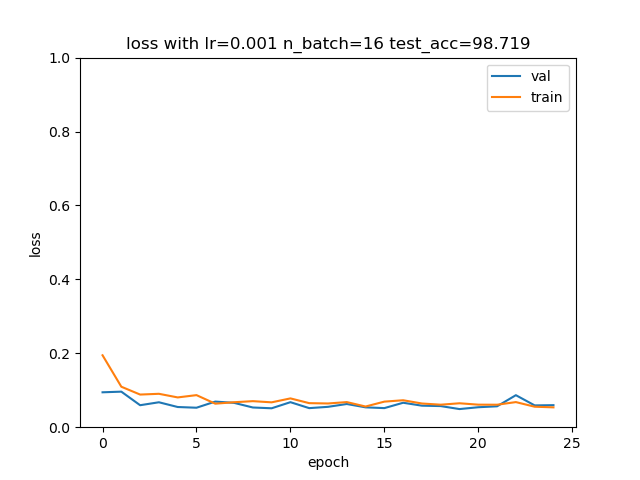 loss with lr=0.001 n_batch=16 test_acc=98.719
val
train
1.0
0.8
0.6
0.4
0.2
0.0
loss
0 5 10 15 20 25
epoch